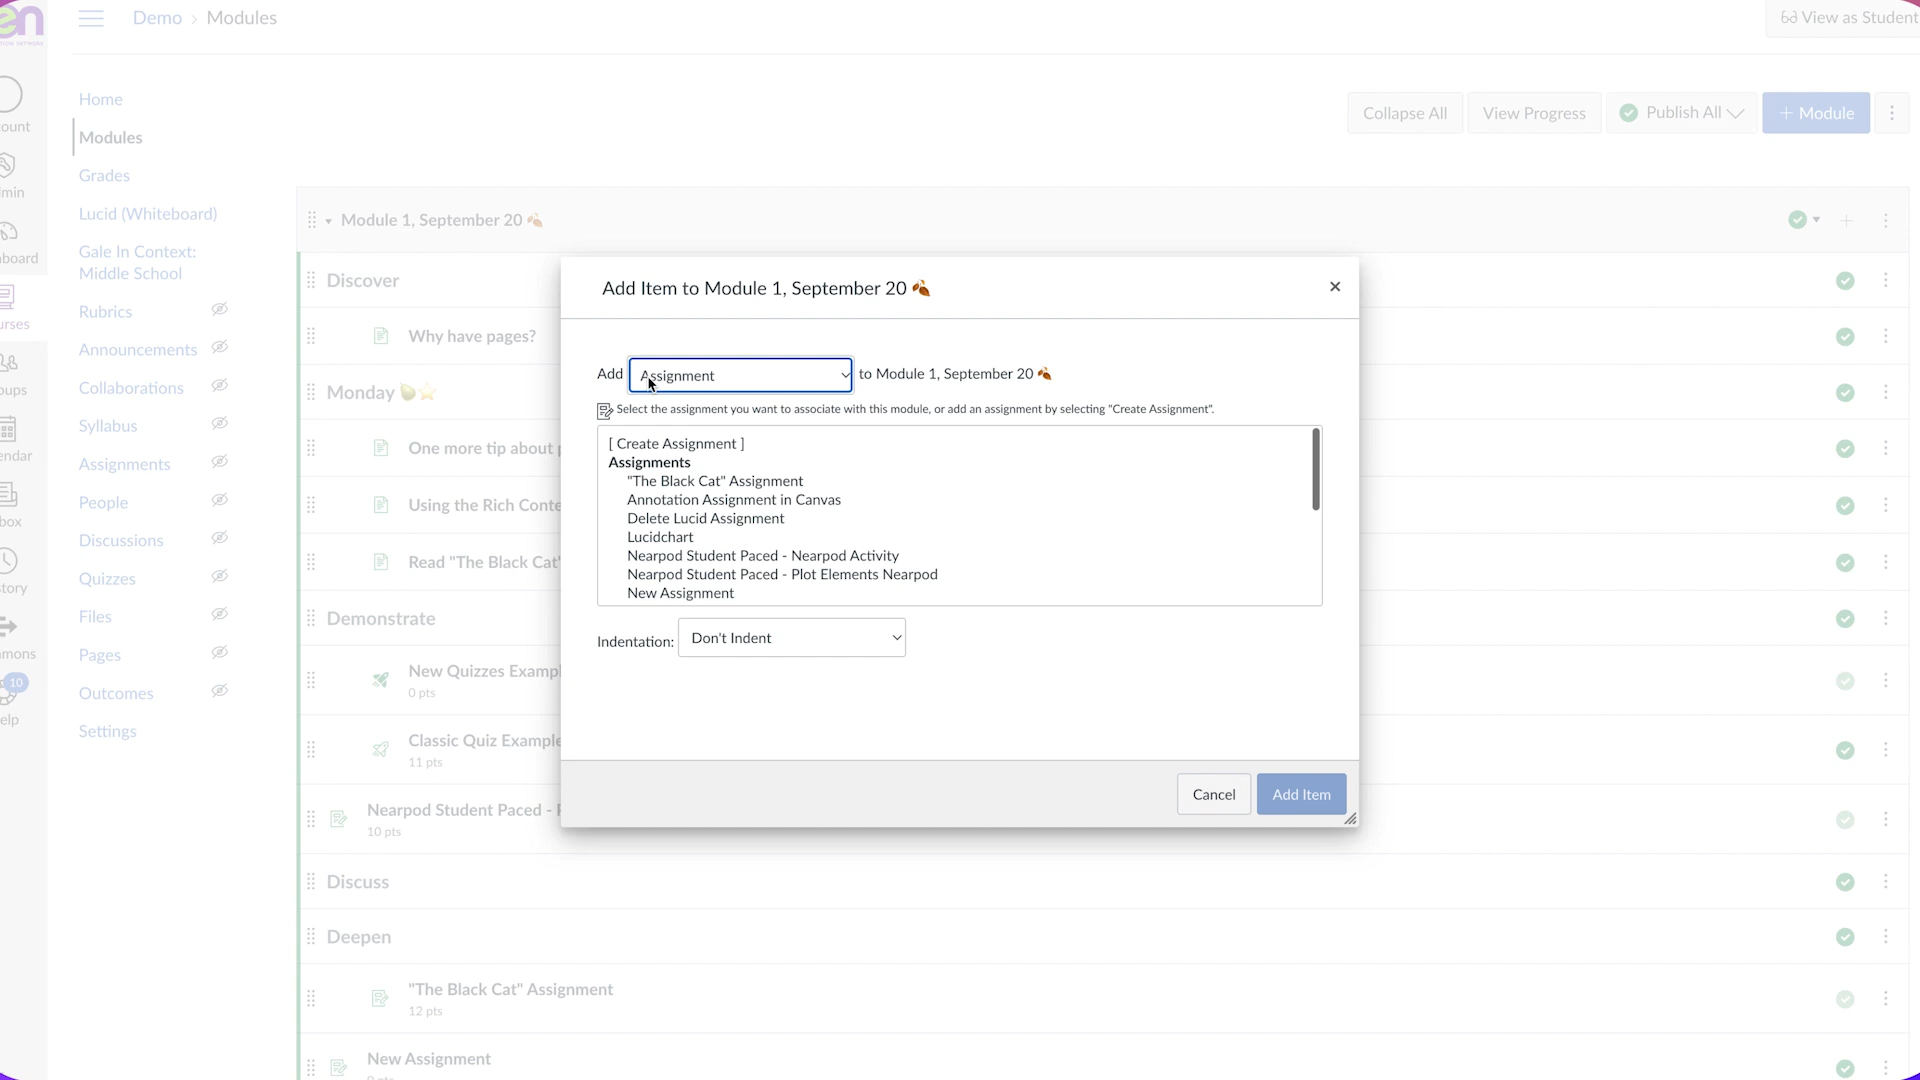 Demo › Modules
View as Student
Home
Modules
Grades
Lucid (Whiteboard)
Gale In Context:
Middle School
Rubrics
Announcements
Collaborations
Syllabus
Assignments
People
Discussions
Quizzes
Files
Pages
Outcomes
Settings
ount
min
board
urses
oups
endar
box
story
mons
10
elp
Collapse All
View Progress
Publish All
+ Module
Module 1, September 20 🍂
Discover
Why have pages?
Monday 🍐⭐
One more tip about
Using the Rich Conte
Read "The Black Cat"
Demonstrate
New Quizzes Exampl
0 pts
Classic Quiz Example
11 pts
Nearpod Student Paced -
10 pts
Discuss
Deepen
"The Black Cat" Assignment
12 pts
New Assignment
Add Item to Module 1, September 20 🍂
×
Add Assignment to Module 1, September 20 🍂
Select the assignment you want to associate with this module, or add an assignment by selecting "Create Assignment".
[ Create Assignment ]
Assignments
"The Black Cat" Assignment
Annotation Assignment in Canvas
Delete Lucid Assignment
Lucidchart
Nearpod Student Paced - Nearpod Activity
Nearpod Student Paced - Plot Elements Nearpod
New Assignment
Indentation: Don't Indent
Cancel
Add Item